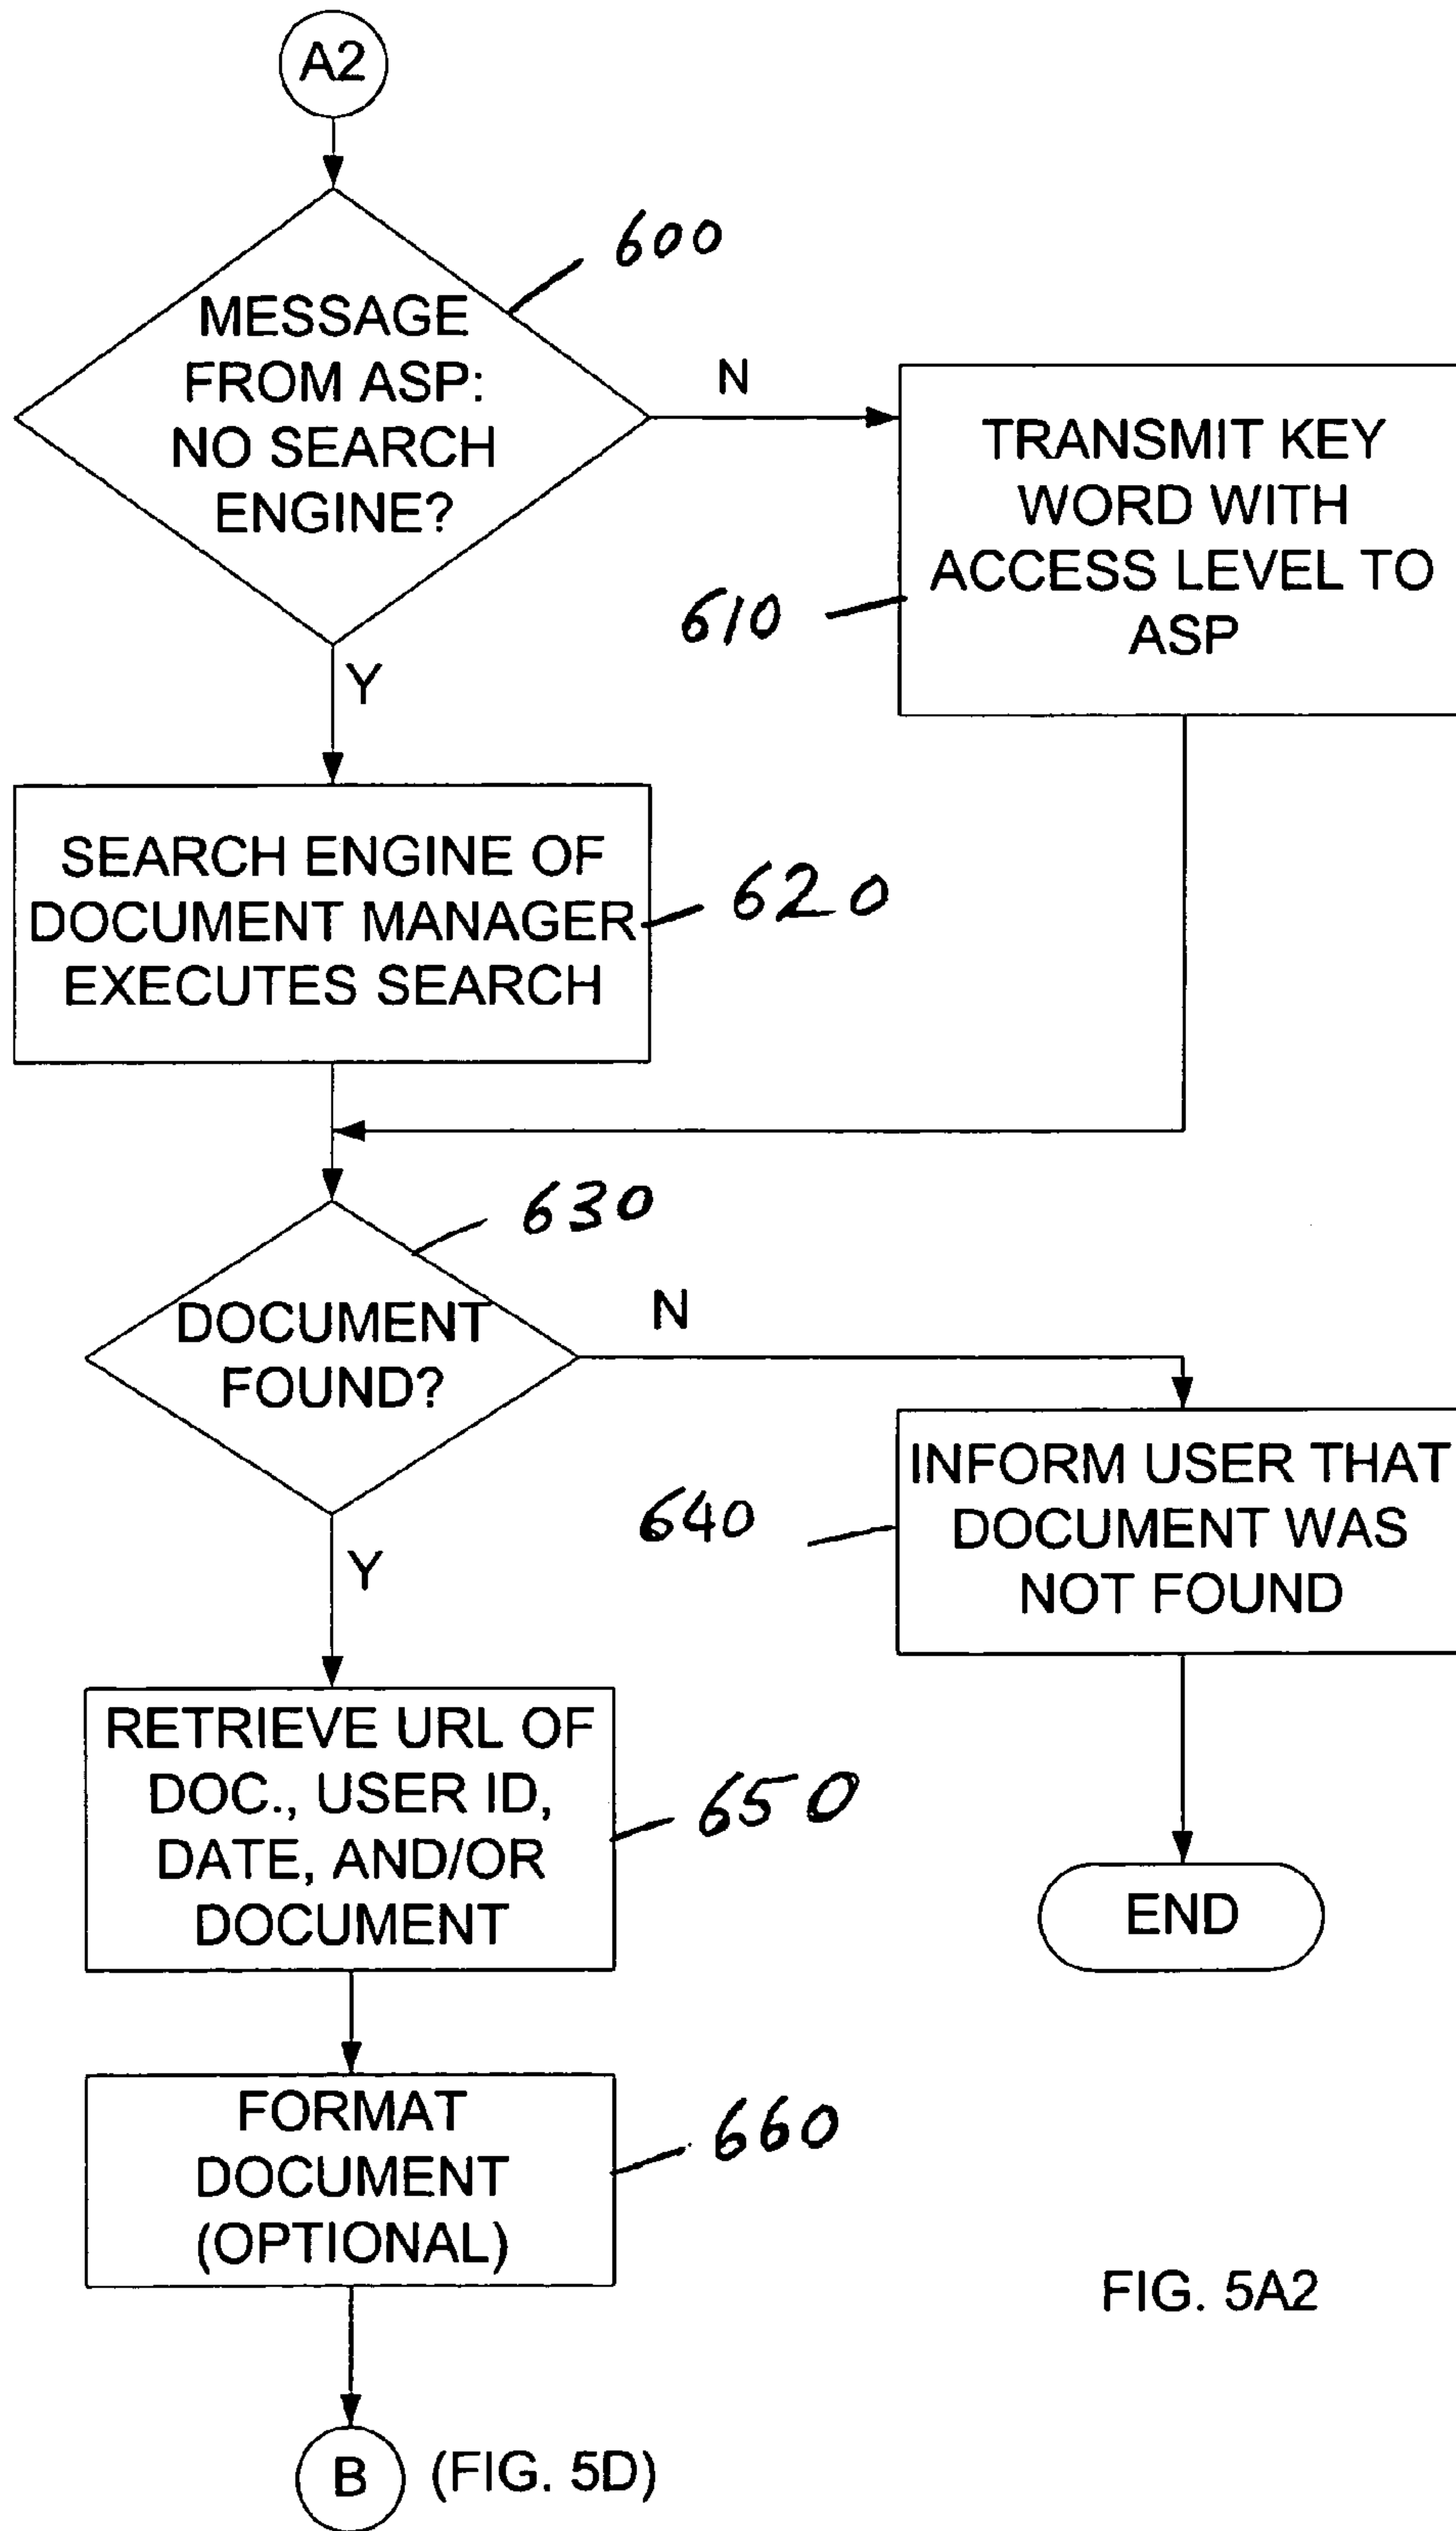 A2
600
MESSAGE
FROM ASP:
NO SEARCH
ENGINE?
N
TRANSMIT KEY
WORD WITH
ACCESS LEVEL TO
ASP
610
Y
SEARCH ENGINE OF
DOCUMENT MANAGER
EXECUTES SEARCH
620
630
DOCUMENT
FOUND?
N
INFORM USER THAT
DOCUMENT WAS
NOT FOUND
640
Y
RETRIEVE URL OF
DOC., USER ID,
DATE, AND/OR
DOCUMENT
650
END
FORMAT
DOCUMENT
(OPTIONAL)
660
FIG. 5A2
B
(FIG. 5D)